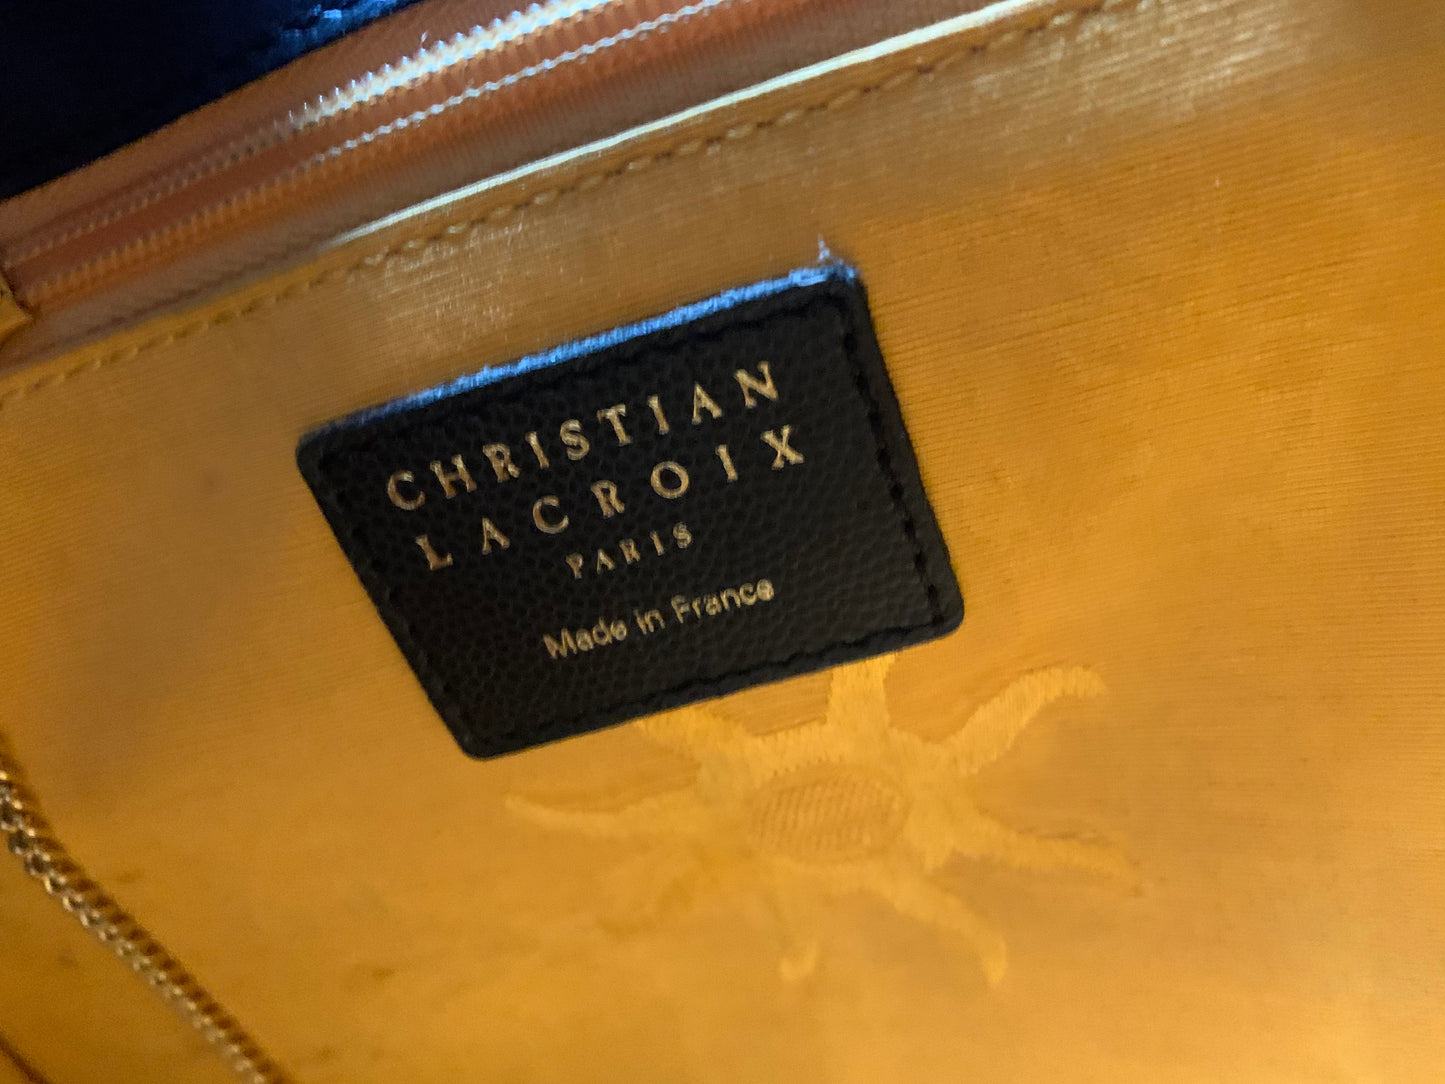 CHRISTIAN
LACROIX
PARIS
Made in France